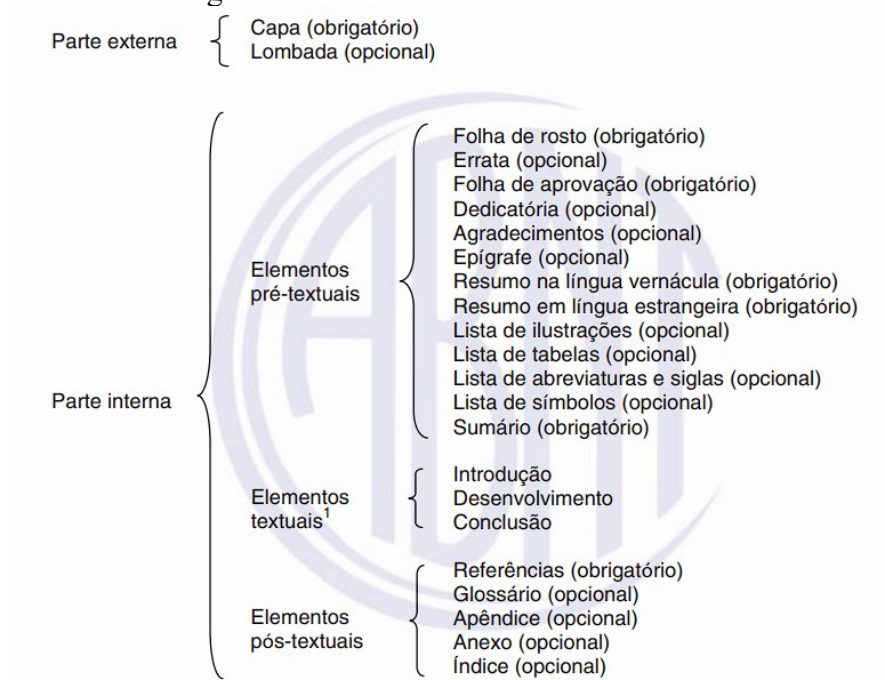 Parte externa
Capa (obrigatório)
Lombada (opcional)
Parte interna
Elementos
pré-textuais
Folha de rosto (obrigatório)
Errata (opcional)
Folha de aprovação (obrigatório)
Dedicatória (opcional)
Agradecimentos (opcional)
Epígrafe (opcional)
Resumo na língua vernácula (obrigatório)
Resumo em língua estrangeira (obrigatório)
Lista de ilustrações (opcional)
Lista de tabelas (opcional)
Lista de abreviaturas e siglas (opcional)
Lista de símbolos (opcional)
Sumário (obrigatório)
Elementos
textuais¹
Introdução
Desenvolvimento
Conclusão
Elementos
pós-textuais
Referências (obrigatório)
Glossário (opcional)
Apêndice (opcional)
Anexo (opcional)
Índice (opcional)
ABNT